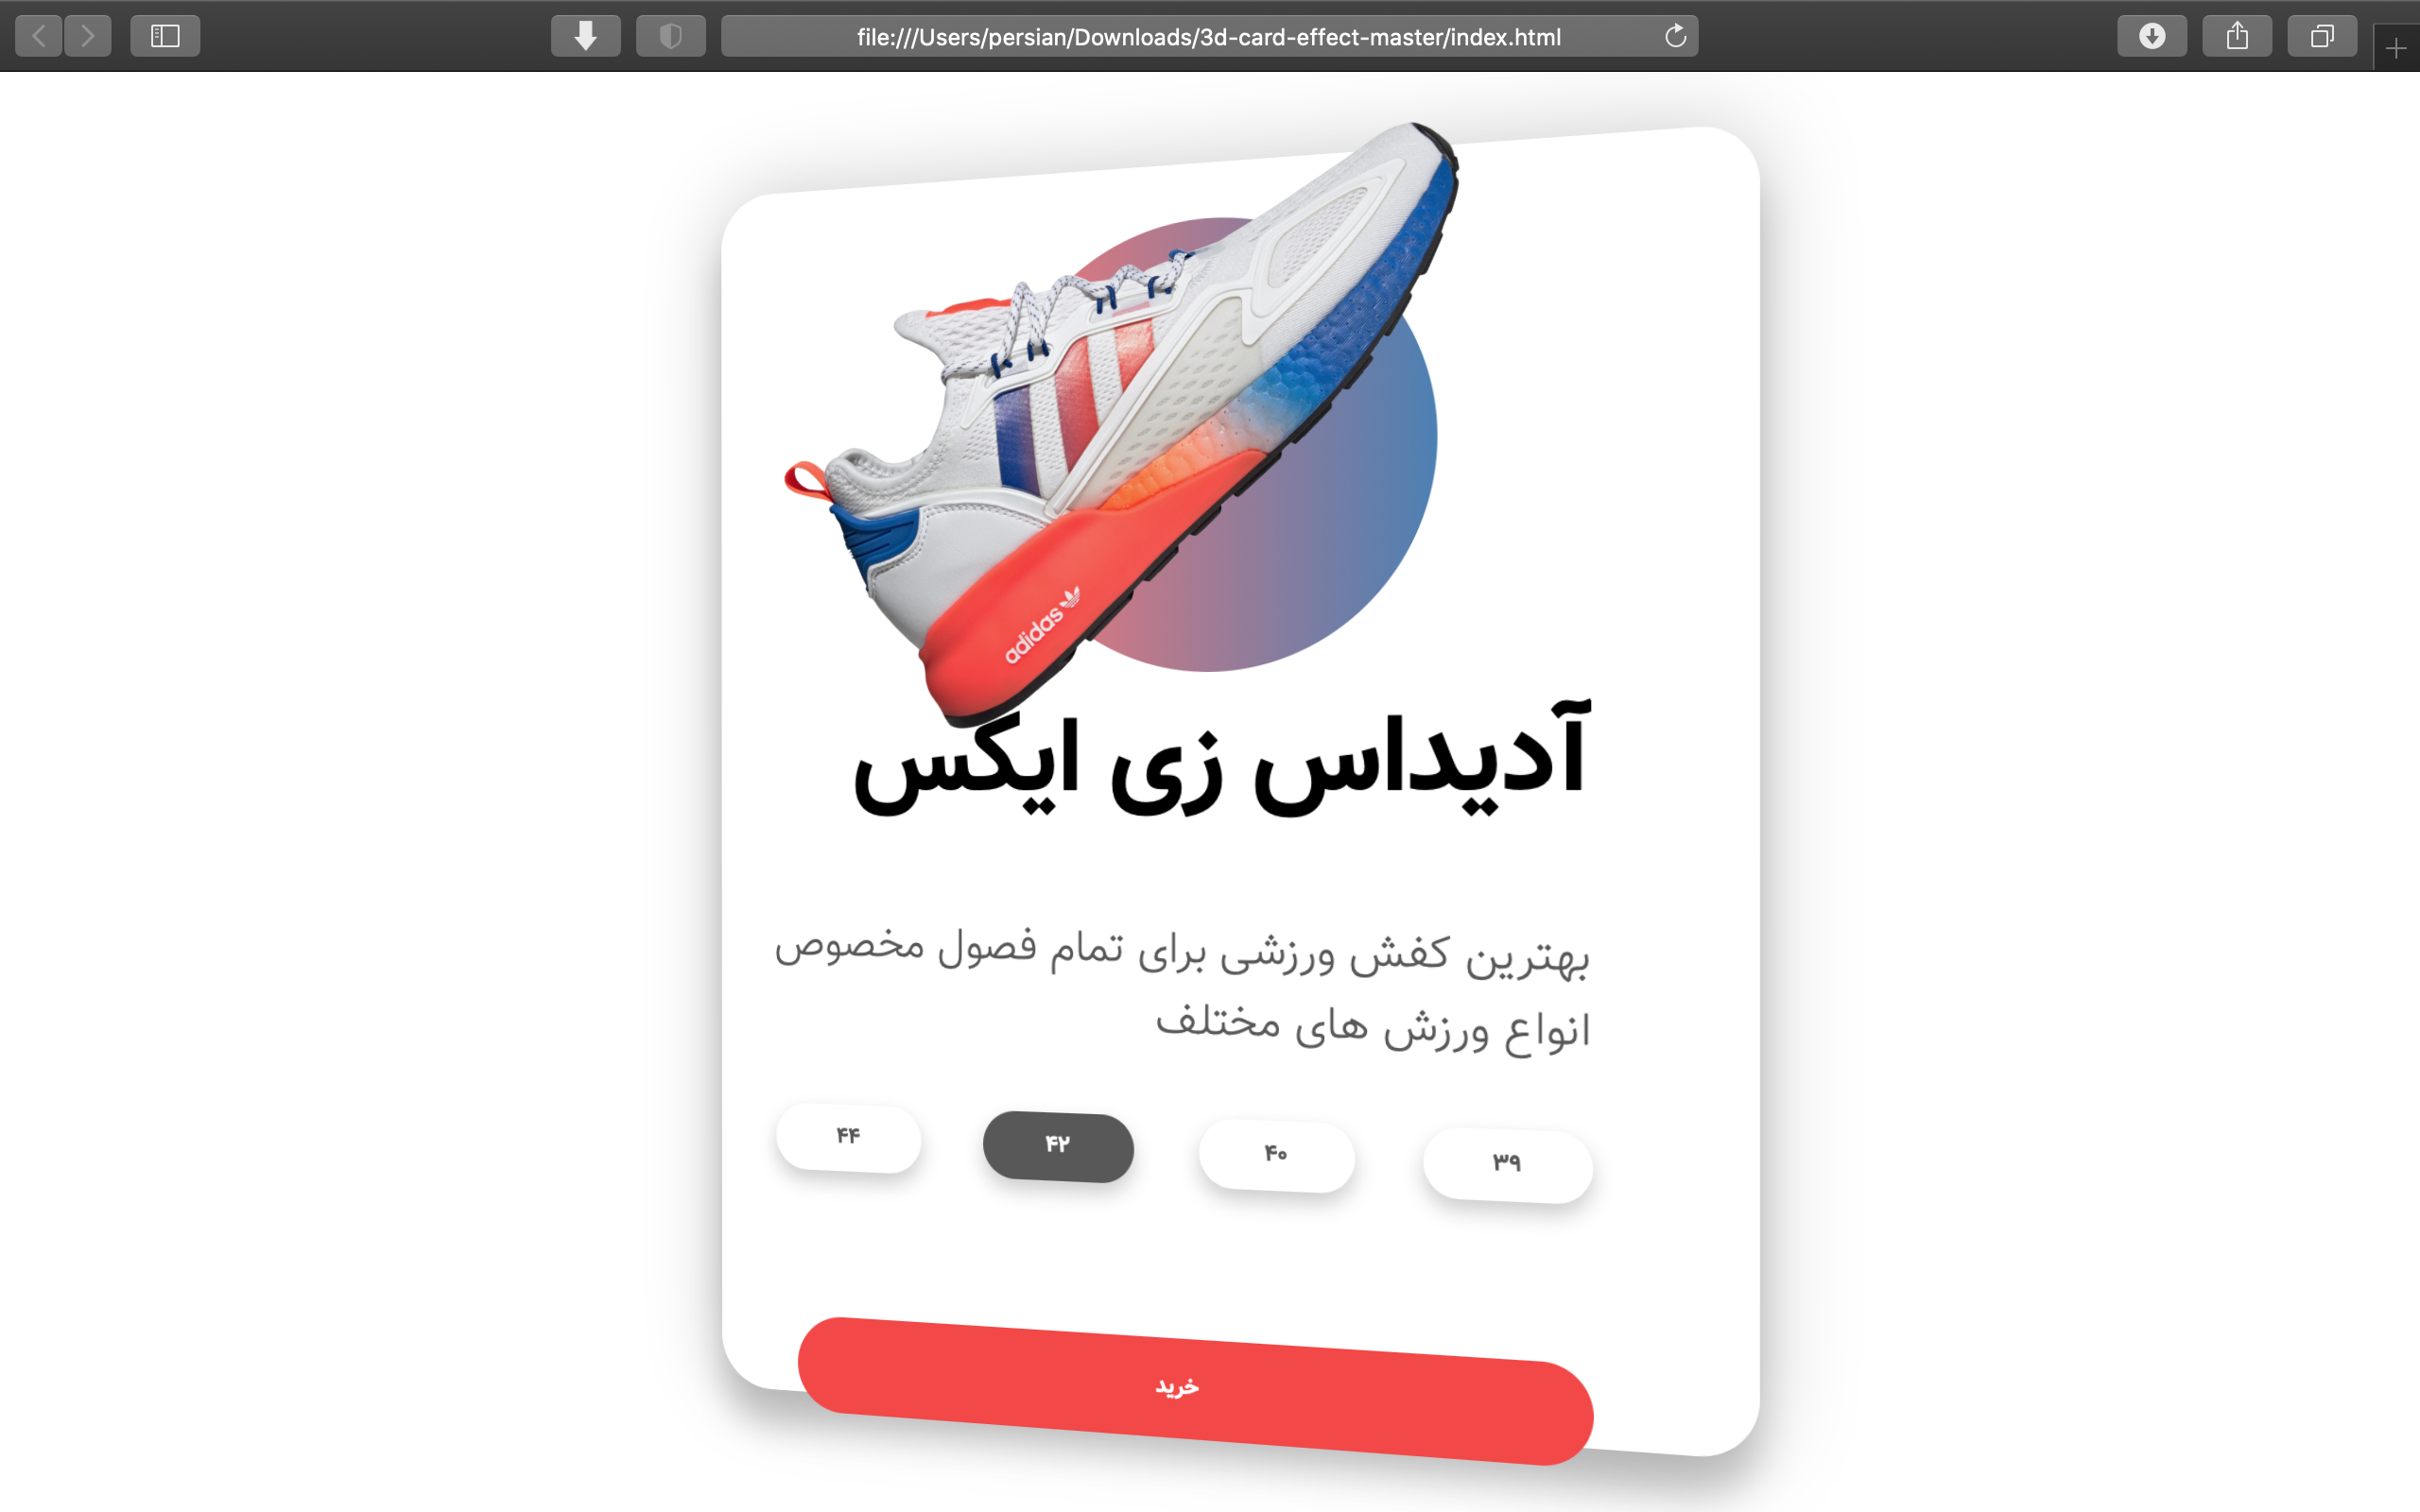 file:///Users/persian/Downloads/3d-card-effect-master/index.html
adidas
آدیداس زی ایکس
بهترین کفش ورزشی برای تمام فصول مخصوص
انواع ورزش های مختلف
۳۹ ۴۰ ۴۲ ۴۴
خرید